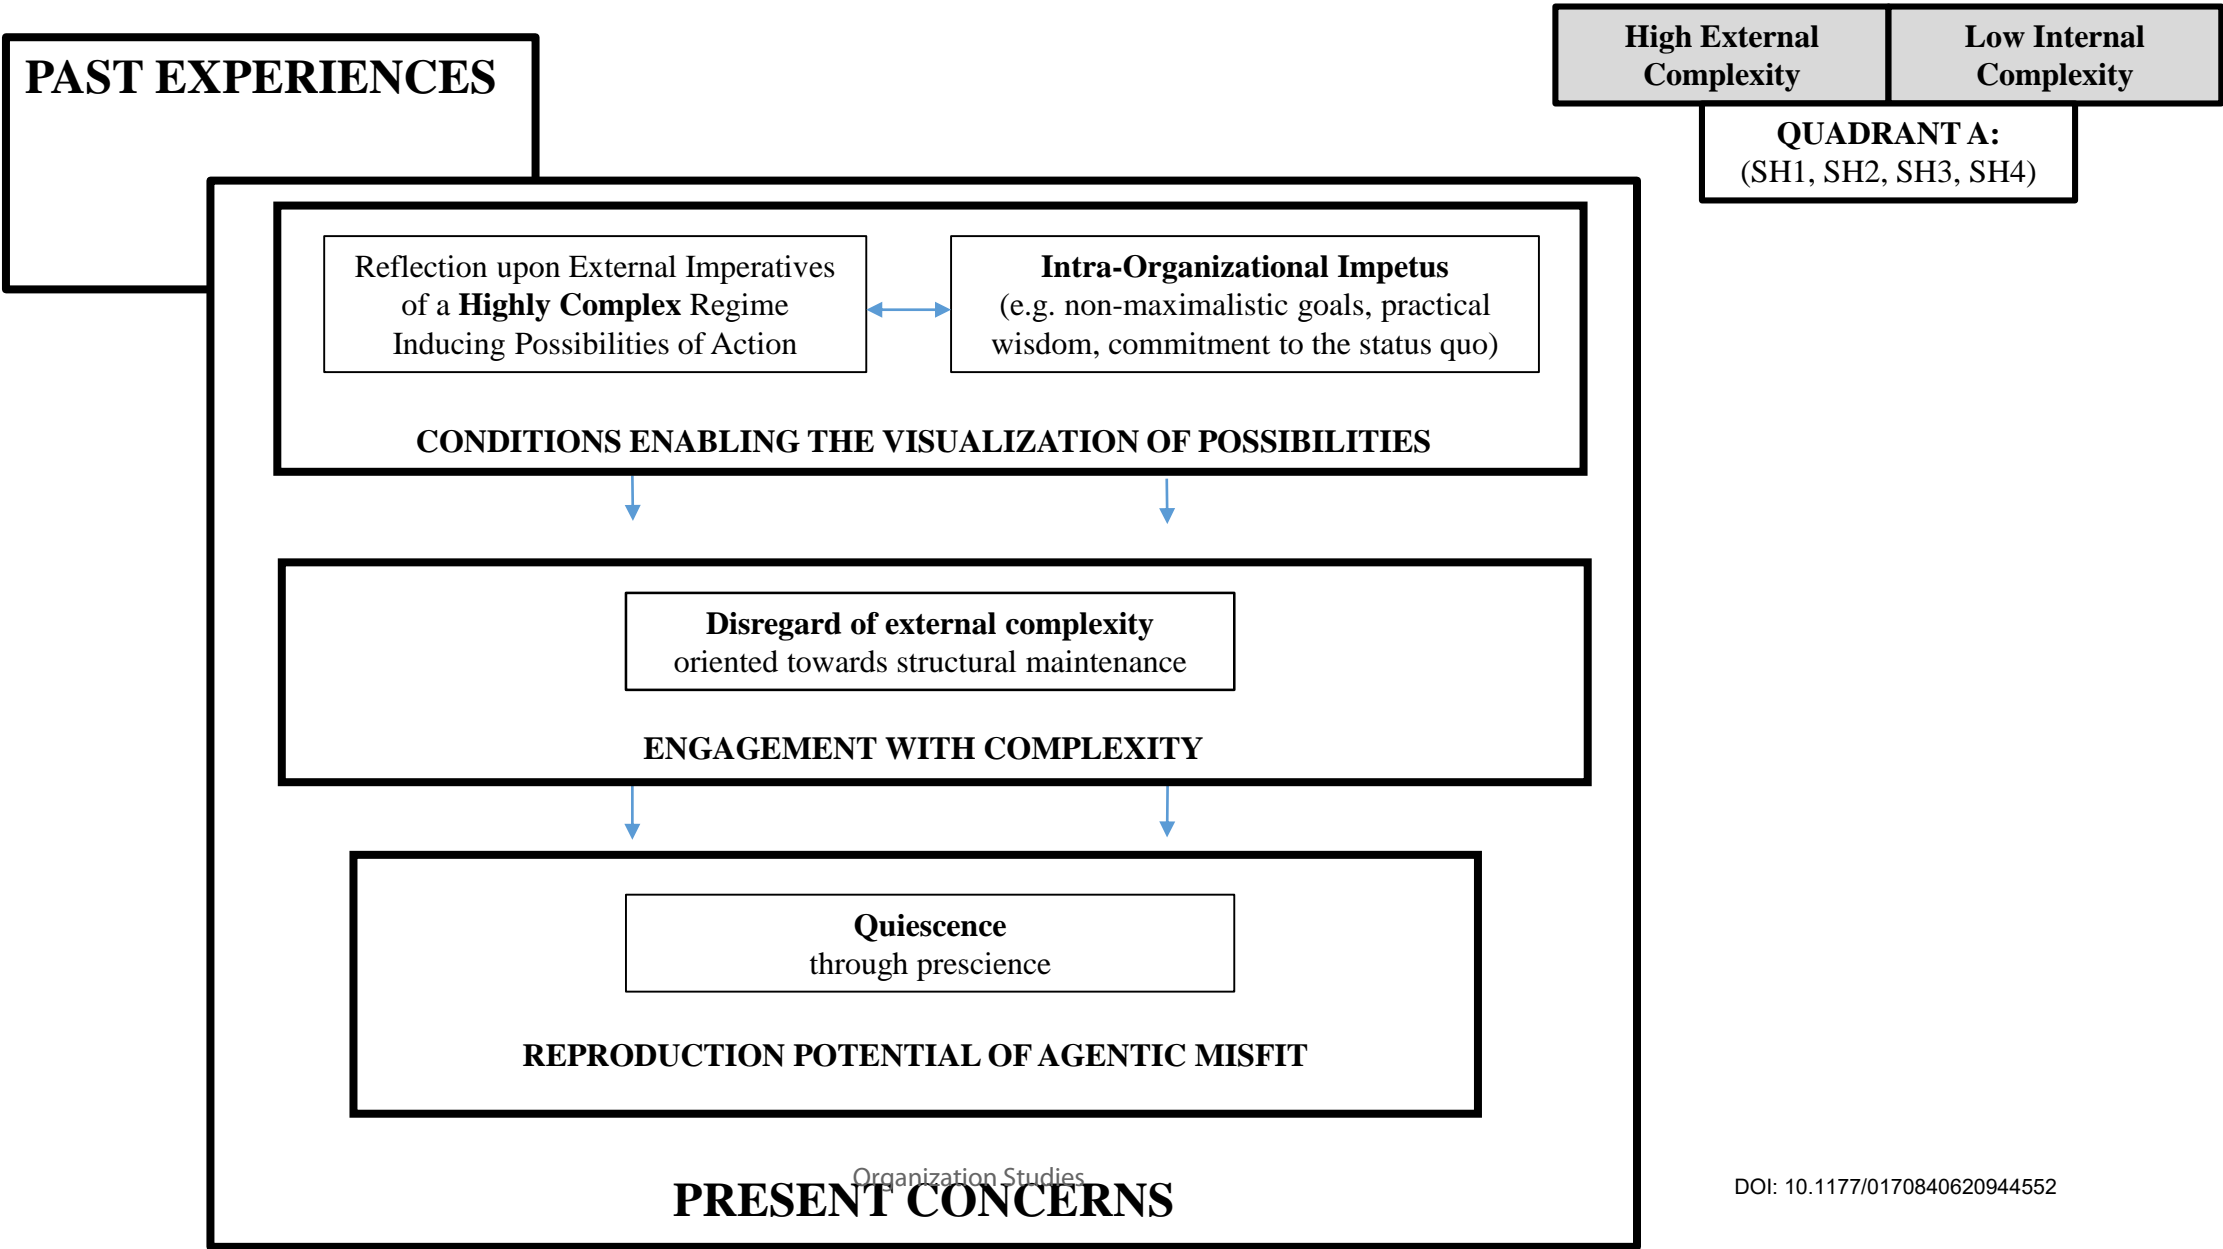 PAST EXPERIENCES
High External
Complexity
Low Internal
Complexity
QUADRANT A:
(SH1, SH2, SH3, SH4)
Reflection upon External Imperatives
of a Highly Complex Regime
Inducing Possibilities of Action
Intra-Organizational Impetus
(e.g. non-maximalistic goals, practical
wisdom, commitment to the status quo)
CONDITIONS ENABLING THE VISUALIZATION OF POSSIBILITIES
Disregard of external complexity
oriented towards structural maintenance
ENGAGEMENT WITH COMPLEXITY
Quiescence
through prescience
REPRODUCTION POTENTIAL OF AGENTIC MISFIT
Organization Studies
PRESENT CONCERNS
DOI: 10.1177/0170840620944552